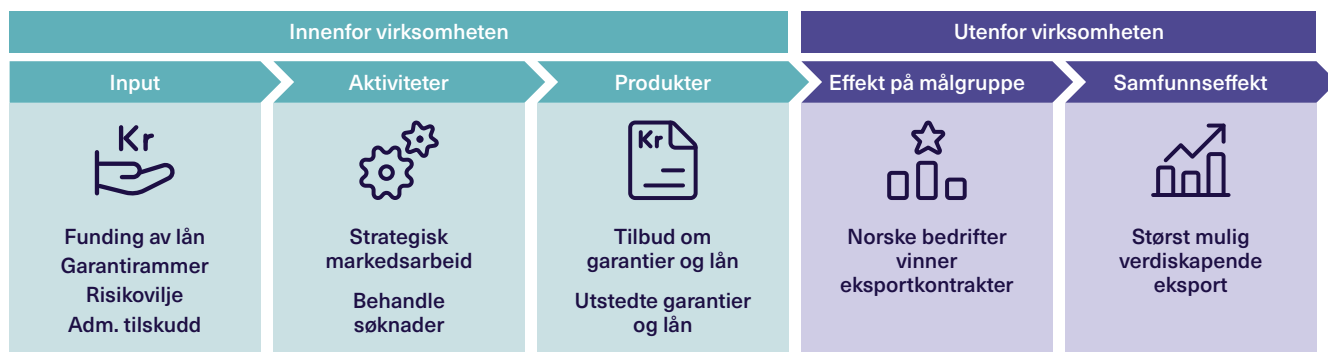 Innenfor virksomheten
Utenfor virksomheten
Input
Aktiviteter
Produkter
Effekt på målgruppe
Samfunnseffekt
Kr
Funding av lån
Garantirammer
Risikovilje
Adm. tilskudd
Strategisk
markedsarbeid
Behandle
søknader
Kr
Tilbud om
garantier og lån
Utstedte garantier
og lån
Norske bedrifter
vinner
eksportkontrakter
Størst mulig
verdiskapende
eksport